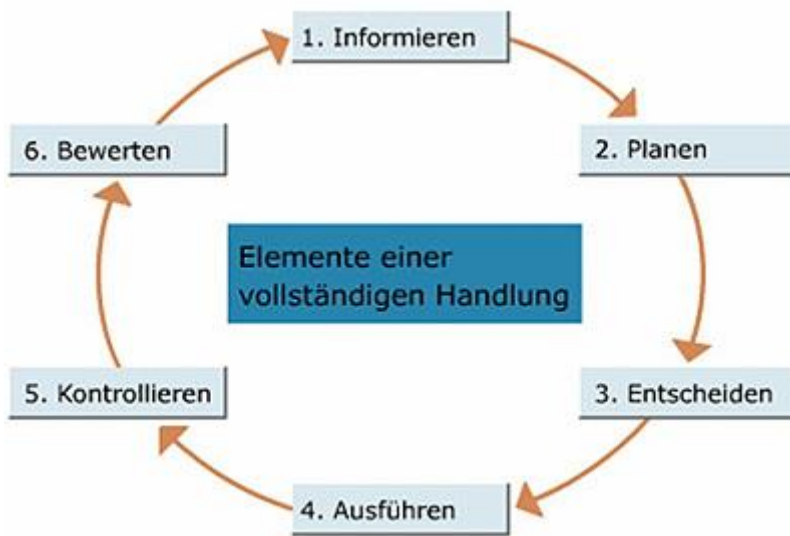 1. Informieren
2. Planen
3. Entscheiden
4. Ausführen
5. Kontrollieren
6. Bewerten
Elemente einer
vollständigen Handlung